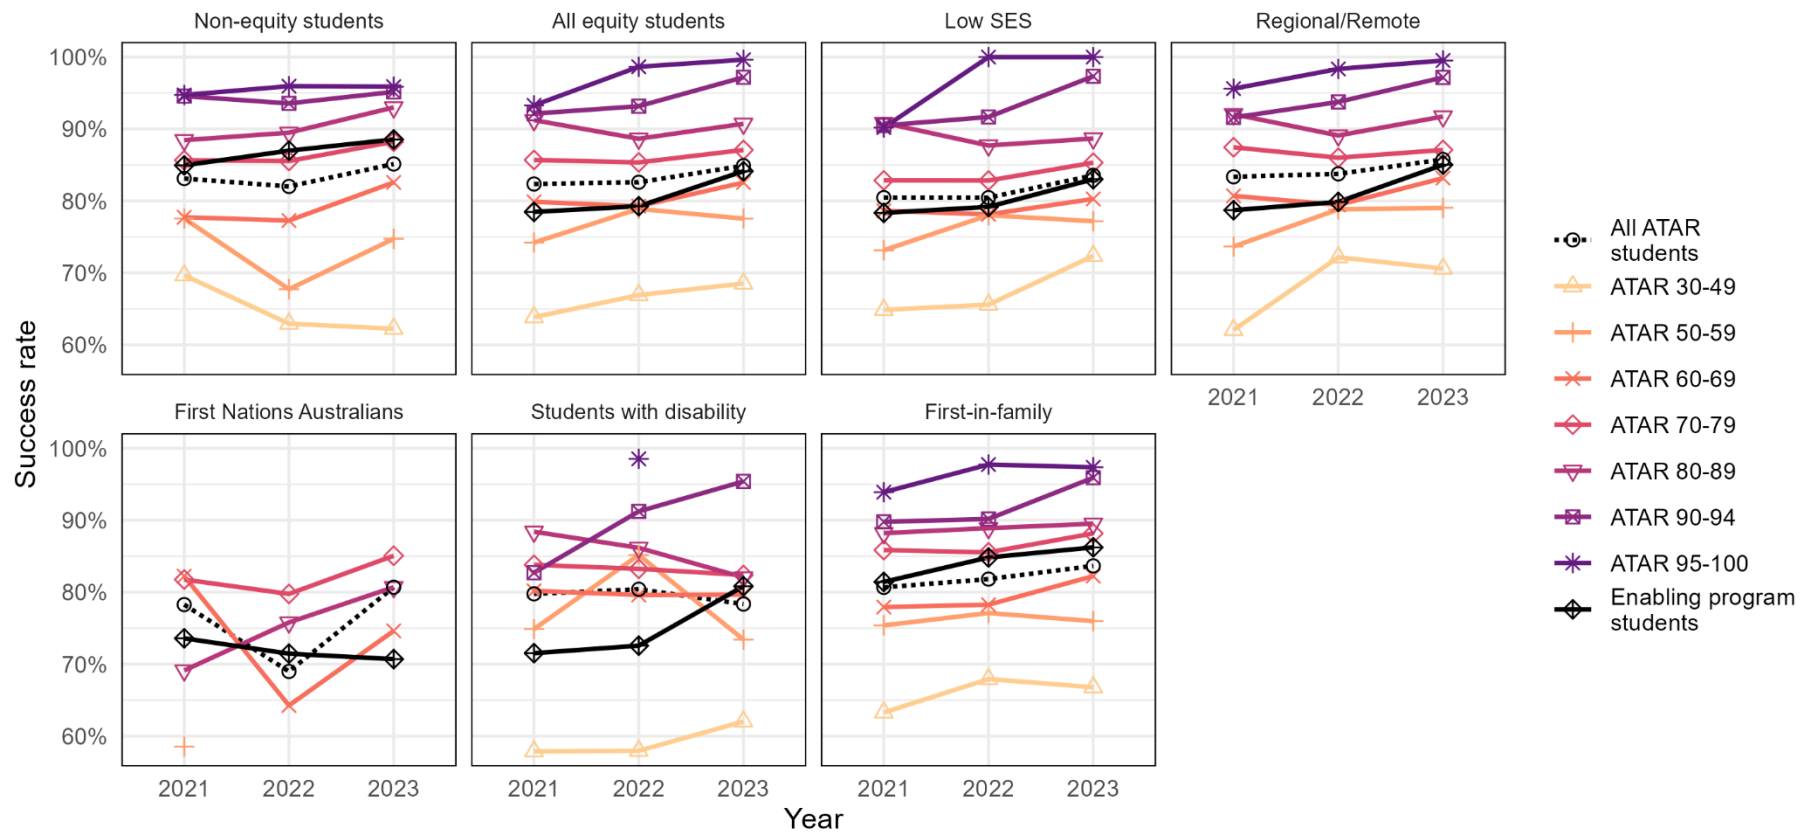 Non-equity students
All equity students
Low SES
Regional/Remote
100%
90%
80%
70%
60%
2021
2022
2023
First Nations Australians
Students with disability
First-in-family
100%
90%
80%
70%
60%
2021
2022
2023
2021
2022
2023
2021
2022
2023
Success rate
Year
All ATAR
students
ATAR 30-49
ATAR 50-59
ATAR 60-69
ATAR 70-79
ATAR 80-89
ATAR 90-94
ATAR 95-100
Enabling program
students